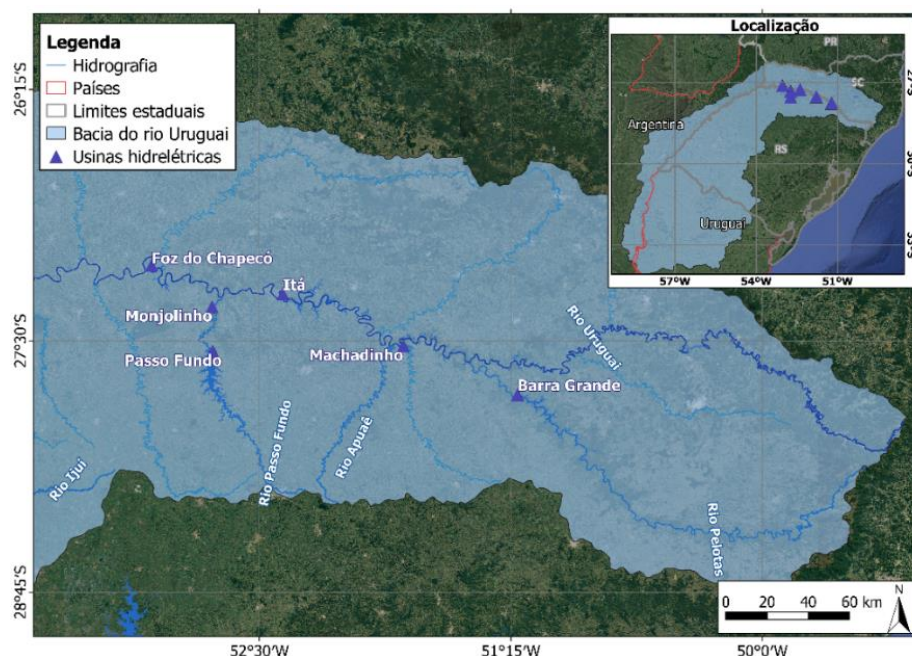 Legenda
Hidrografia
Países
Limites estaduais
Bacia do rio Uruguai
Usinas hidrelétricas
Localização
PR
SC
Argentina
RS
Uruguai
57°W
54°W
51°W
27°S
30°S
33°S
26°15'S
27°30'S
28°45'S
Foz do Chapecó
Itá
Monjolinho
Passo Fundo
Machadinho
Barra Grande
Rio Uruguai
Rio Ijuí
Rio Passo Fundo
Rio Apuaê
Rio Pelotas
0 20 40 60 km
N
52°30'W
51°15'W
50°0'W